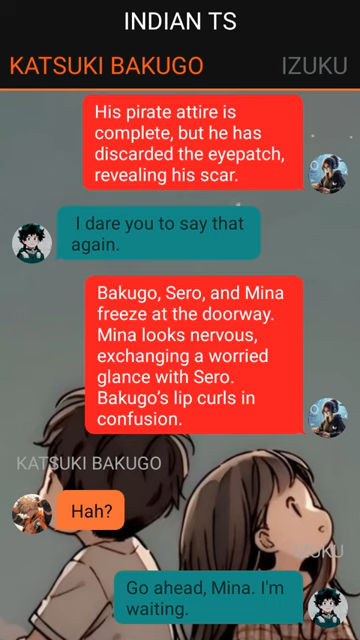 INDIAN TS
KATSUKI BAKUGO IZUKU
His pirate attire is
complete, but he has
discarded the eyepatch,
revealing his scar.
I dare you to say that
again.
Bakugo, Sero, and Mina
freeze at the doorway.
Mina looks nervous,
exchanging a worried
glance with Sero.
Bakugo’s lip curls in
confusion.
KATSUKI BAKUGO
Hah?
IZUKU
Go ahead, Mina. I'm
waiting.